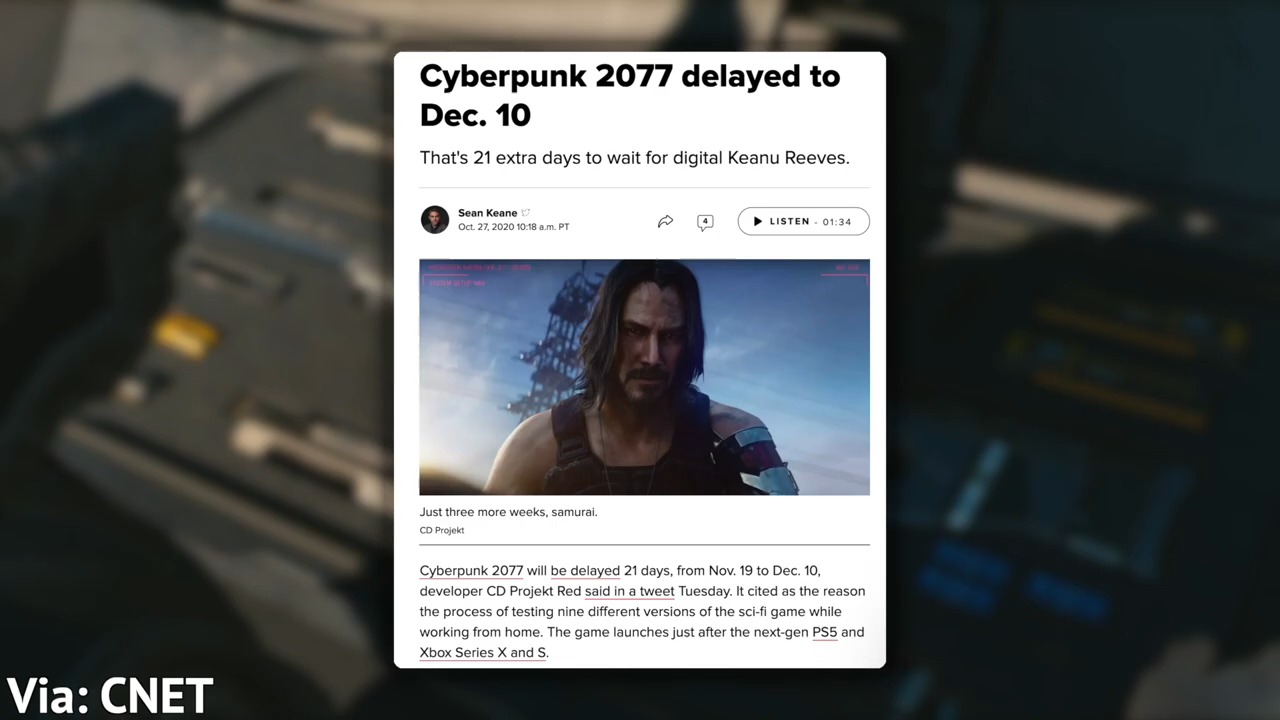 Cyberpunk 2077 delayed to
Dec. 10
That's 21 extra days to wait for digital Keanu Reeves.
Sean Keane
Oct. 27, 2020 10:18 a.m. PT
4
LISTEN - 01:34
Just three more weeks, samurai.
CD Projekt
Cyberpunk 2077 will be delayed 21 days, from Nov. 19 to Dec. 10,
developer CD Projekt Red said in a tweet Tuesday. It cited as the reason
the process of testing nine different versions of the sci-fi game while
working from home. The game launches just after the next-gen PS5 and
Xbox Series X and S.
Via: CNET